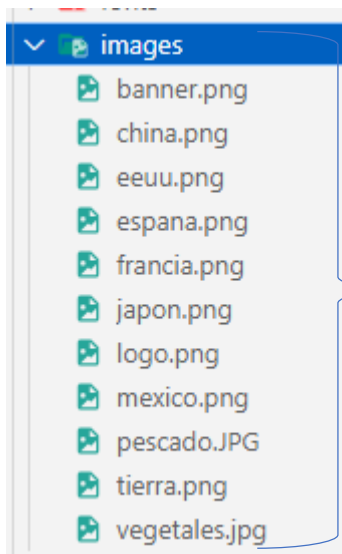 images
banner.png
china.png
eeuu.png
espana.png
francia.png
japon.png
logo.png
mexico.png
pescado.JPG
tierra.png
vegetales.jpg